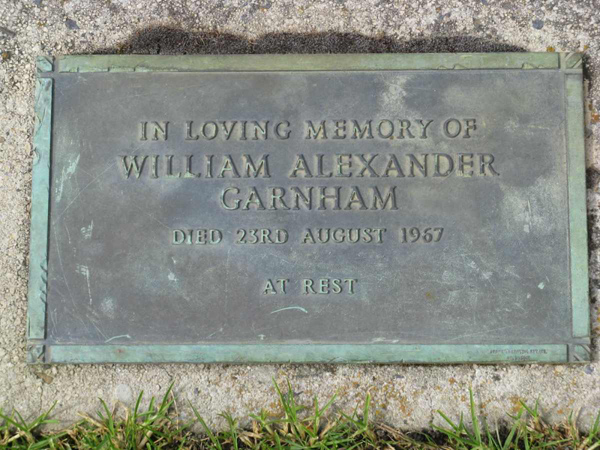 IN LOVING MEMORY OF
WILLIAM ALEXANDER
GARNHAM
DIED 23RD AUGUST 1967
AT REST